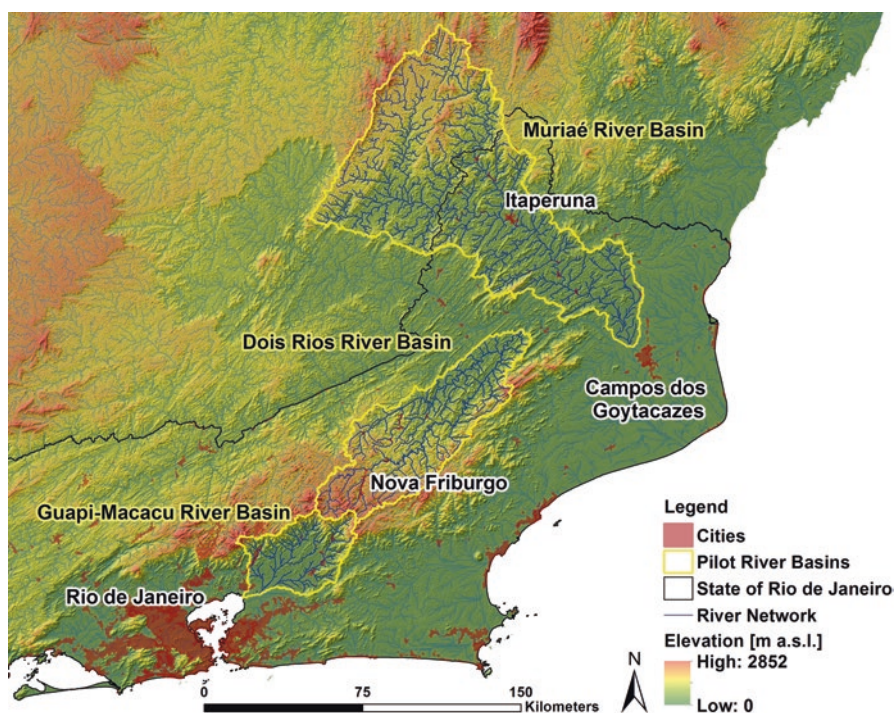 Muriaé River Basin
Itaperuna
Dois Rios River Basin
Campos dos
Goytacazes
Nova Friburgo
Guapi-Macacu River Basin
Rio de Janeiro
Legend
Cities
Pilot River Basins
State of Rio de Janeiro
River Network
Elevation [m a.s.l.]
High: 2852
Low: 0
N
0 75 150
Kilometers